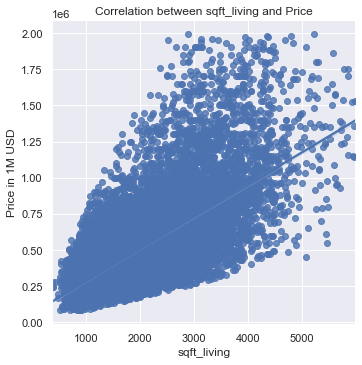 Correlation between sqft_living and Price
1e6
2.00
1.75
1.50
1.25
1.00
0.75
0.50
0.25
0.00
Price in 1M USD
1000 2000 3000 4000 5000
sqft_living